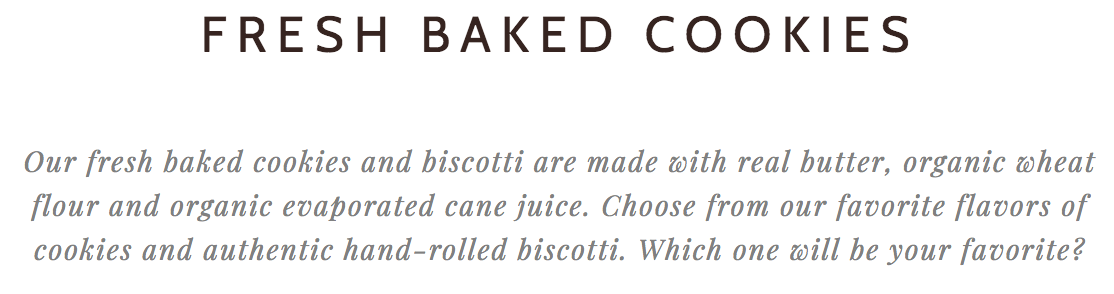 FRESH BAKED COOKIES
Our fresh baked cookies and biscotti are made with real butter, organic wheat
flour and organic evaporated cane juice. Choose from our favorite flavors of
cookies and authentic hand-rolled biscotti. Which one will be your favorite?